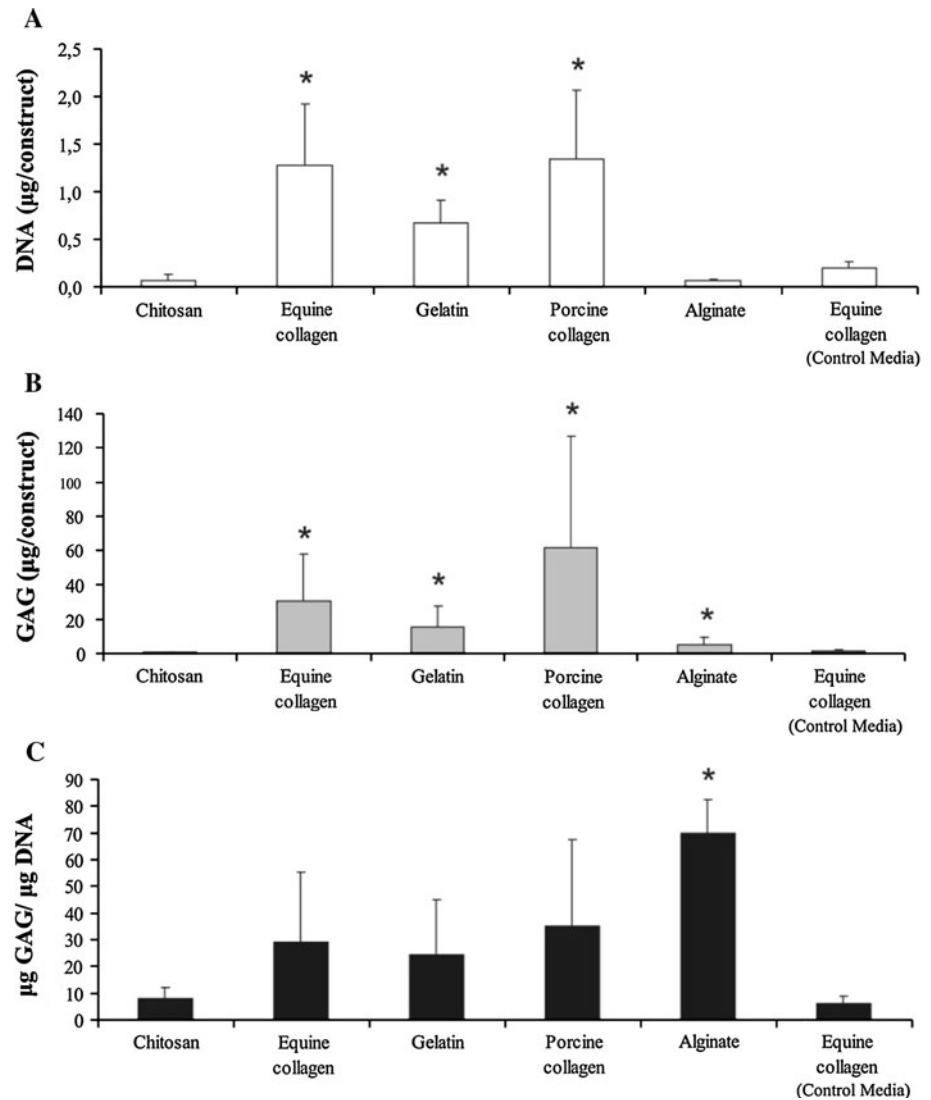 A
DNA (µg/construct)
2,5
2,0
1,5
1,0
0,5
0,0
*
*
*
Chitosan
Equine
collagen
Gelatin
Porcine
collagen
Alginate
Equine
collagen
(Control Media)
B
GAG (µg/construct)
140
120
100
80
60
40
20
0
*
*
*
*
Chitosan
Equine
collagen
Gelatin
Porcine
collagen
Alginate
Equine
collagen
(Control Media)
C
µg GAG/ µg DNA
90
80
70
60
50
40
30
20
10
0
*
Chitosan
Equine
collagen
Gelatin
Porcine
collagen
Alginate
Equine
collagen
(Control Media)